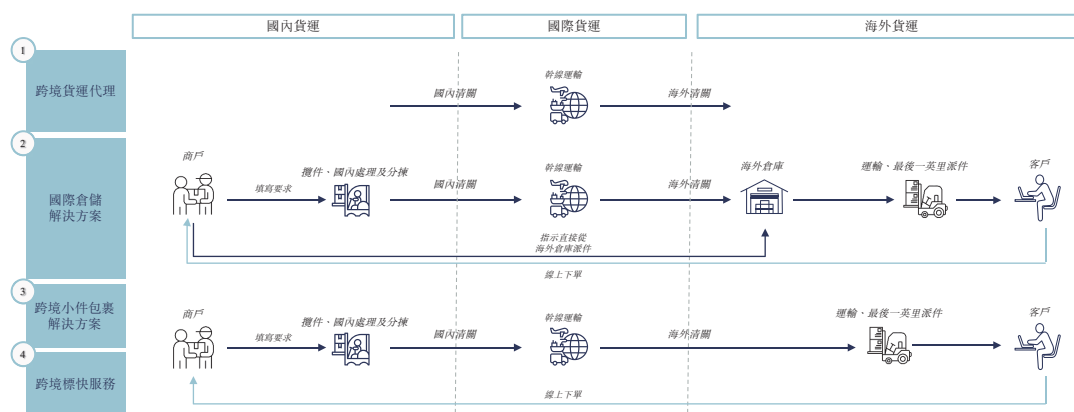 國內貨運
國際貨運
海外貨運
1
跨境貨運代理
國內清關
幹線運輸
海外清關
2
國際倉儲
解決方案
商戶
填寫要求
攬件、國內處理及分揀
國內清關
幹線運輸
海外清關
海外倉庫
運輸、最後一英里派件
客戶
指示直接從
海外倉庫派件
線上下單
3
跨境小件包裹
解決方案
4
跨境標快服務
商戶
填寫要求
攬件、國內處理及分揀
國內清關
幹線運輸
海外清關
運輸、最後一英里派件
客戶
線上下單